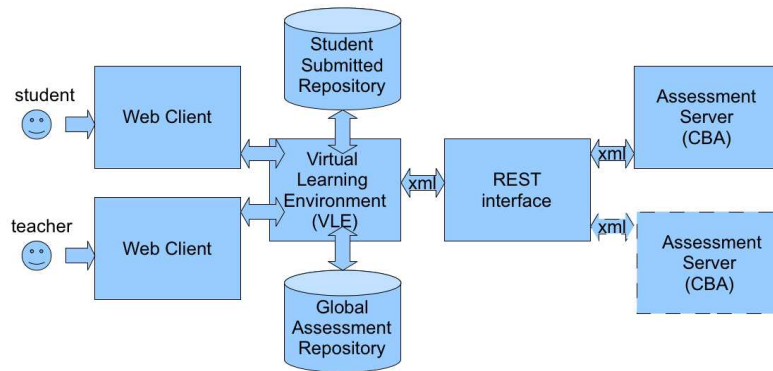 student
Web Client
teacher
Web Client
Student
Submitted
Repository
Virtual
Learning
Environment
(VLE)
Global
Assessment
Repository
xml
REST
interface
xml
xml
Assessment
Server
(CBA)
Assessment
Server
(CBA)